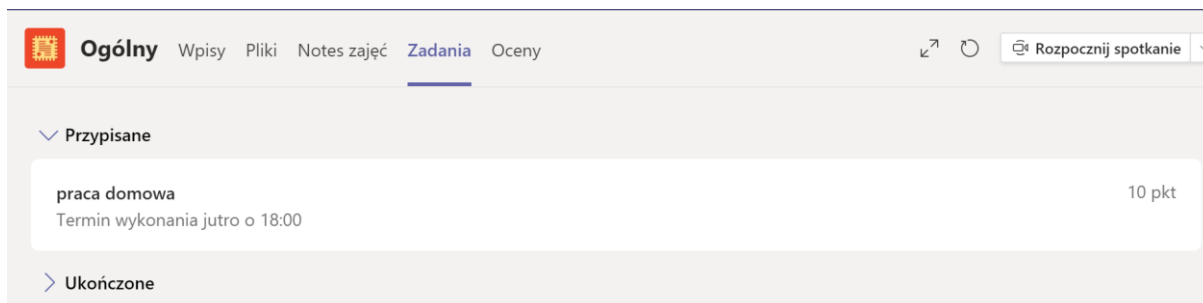 Ogólny Wpisy Pliki Notes zajęć Zadania Oceny Rozpocznij spotkanie
Przypisane
praca domowa 10 pkt
Termin wykonania jutro o 18:00
Ukończone